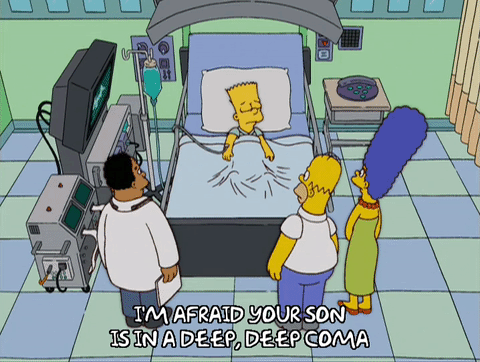 I'M AFRAID YOUR SON
IS IN A DEEP, DEEP COMA